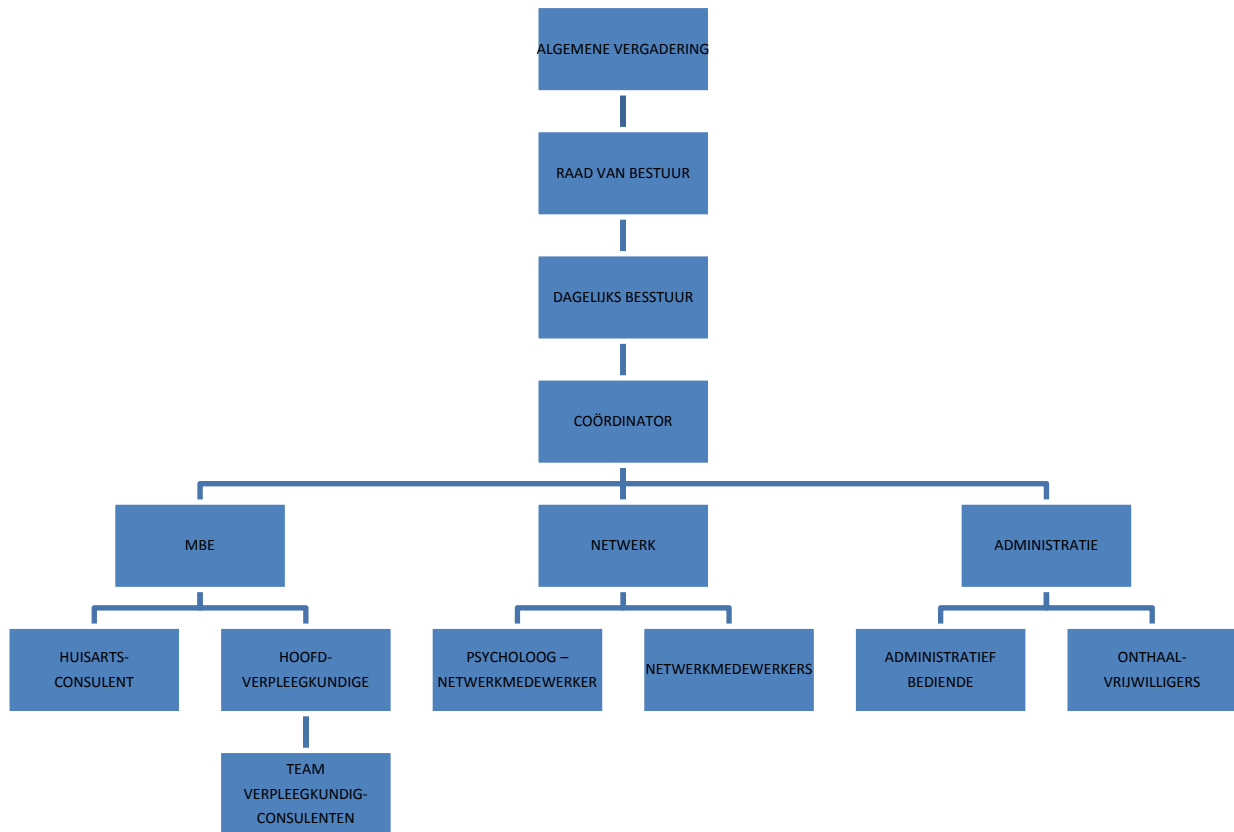 ALGEMENE VERGADERING
RAAD VAN BESTUUR
DAGELIJKS BESSTUUR
COÖRDINATOR
MBE
NETWERK
ADMINISTRATIE
HUISARTS-
CONSULENT
HOOFD-
VERPLEEGKUNDIGE
PSYCHOLOOG –
NETWERKMEDEWERKER
NETWERKMEDEWERKERS
ADMINISTRATIEF
BEDIENDE
ONTHAAL-
VRIJWILLIGERS
TEAM
VERPLEEGKUNDIG-
CONSULENTEN